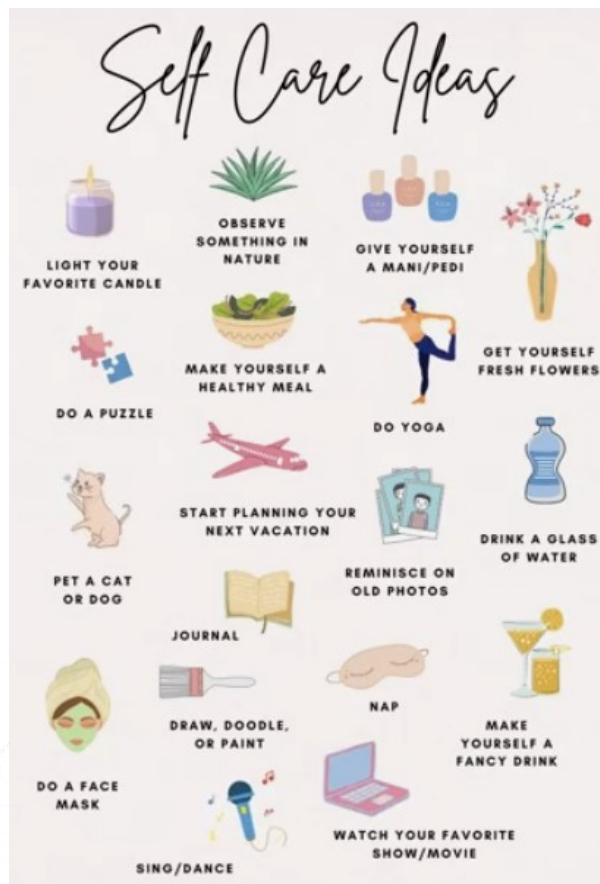 Self Care Ideas
LIGHT YOUR
FAVORITE CANDLE
OBSERVE
SOMETHING IN
NATURE
GIVE YOURSELF
A MANI/PEDI
GET YOURSELF
FRESH FLOWERS
DO A PUZZLE
MAKE YOURSELF A
HEALTHY MEAL
DO YOGA
DRINK A GLASS
OF WATER
PET A CAT
OR DOG
START PLANNING YOUR
NEXT VACATION
REMINISCE ON
OLD PHOTOS
JOURNAL
MAKE
YOURSELF A
FANCY DRINK
DO A FACE
MASK
DRAW, DOODLE,
OR PAINT
NAP
SING/DANCE
WATCH YOUR FAVORITE
SHOW/MOVIE